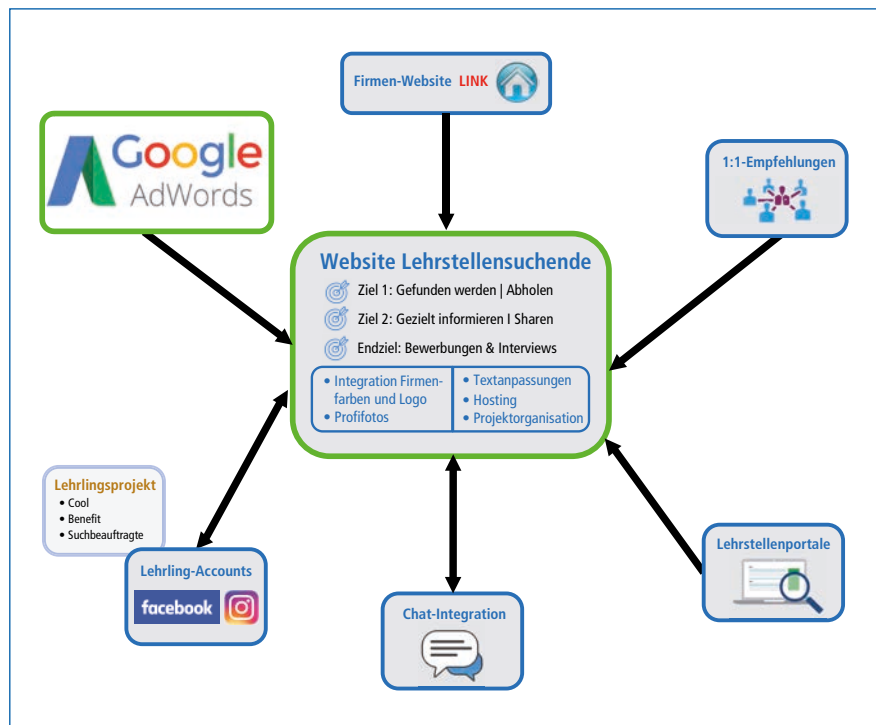 Firmen-Website LINK
Google
AdWords
1:1-Empfehlungen
Website Lehrstellensuchende
Ziel 1: Gefunden werden | Abholen
Ziel 2: Gezielt informieren I Sharen
Endziel: Bewerbungen & Interviews
• Integration Firmen-
farben und Logo
• Profifotos
• Textanpassungen
• Hosting
• Projektorganisation
Lehrlingsprojekt
• Cool
• Benefit
• Suchbeauftragte
Lehrling-Accounts
facebook
Chat-Integration
Lehrstellenportale